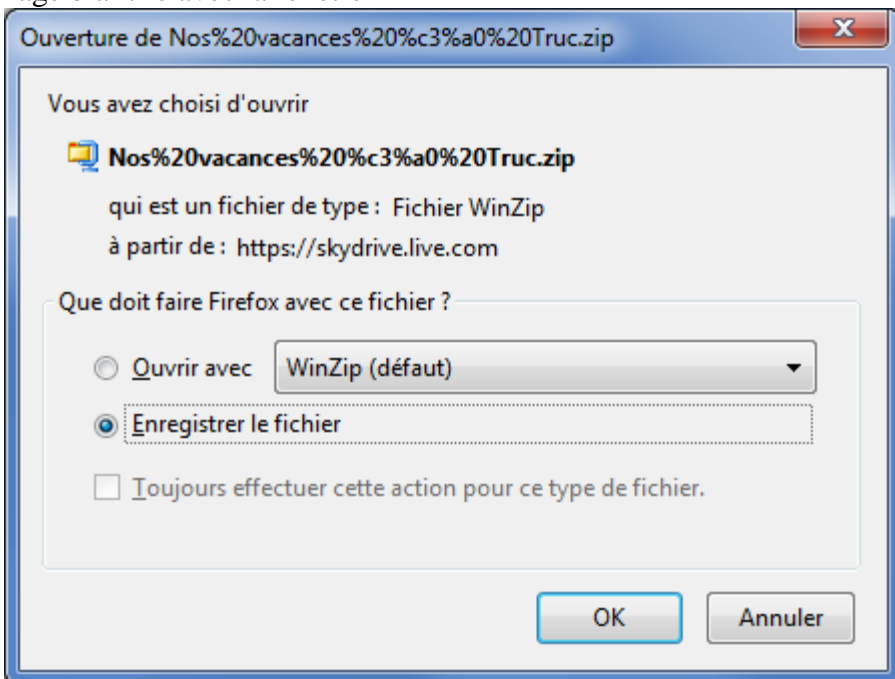 Ouverture de Nos%20vacances%20%c3%a0%20Truc.zip
Vous avez choisi d'ouvrir
Nos%20vacances%20%c3%a0%20Truc.zip
qui est un fichier de type : Fichier WinZip
à partir de : https://skydrive.live.com
Que doit faire Firefox avec ce fichier ?
Ouvrir avec WinZip (défaut)
Enregistrer le fichier
Toujours effectuer cette action pour ce type de fichier.
OK Annuler